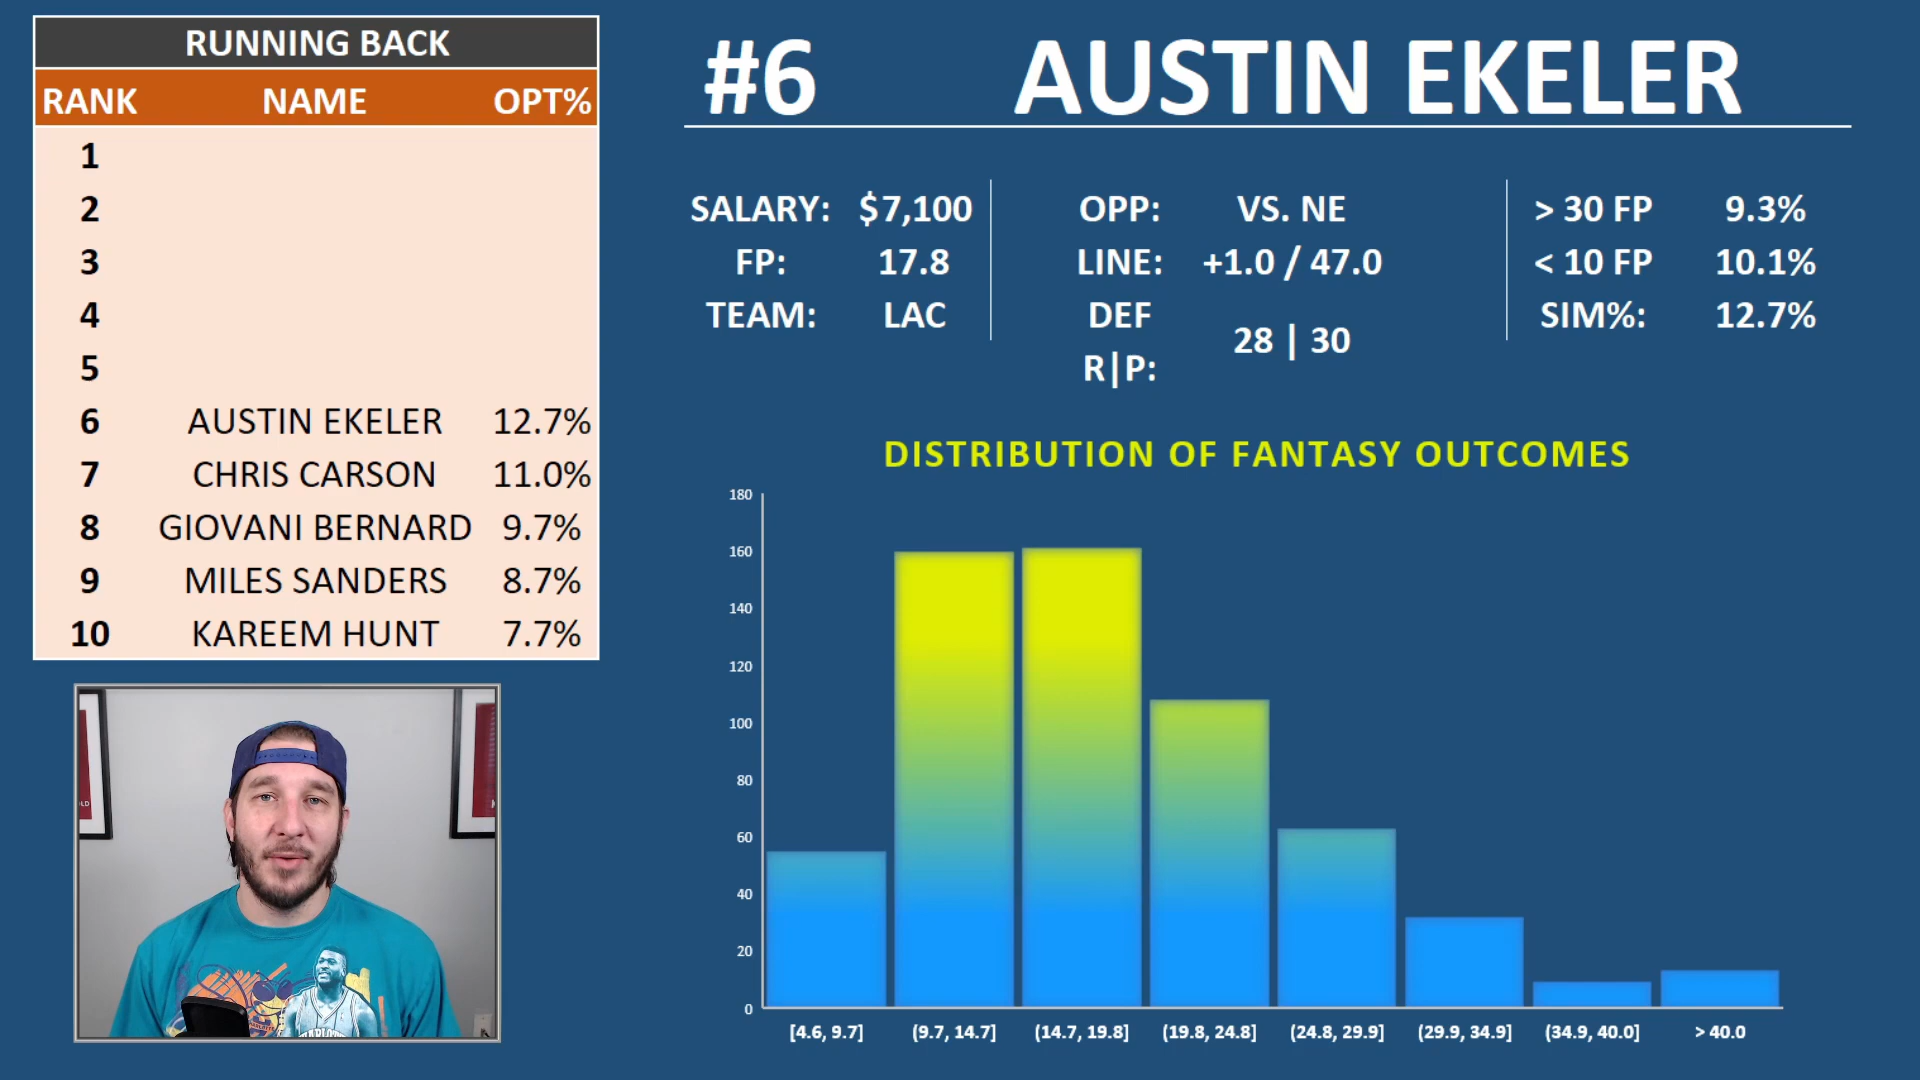 RUNNING BACK
RANK NAME OPT%
1
2
3
4
5
6 AUSTIN EKELER 12.7%
7 CHRIS CARSON 11.0%
8 GIOVANI BERNARD 9.7%
9 MILES SANDERS 8.7%
10 KAREEM HUNT 7.7%
#6 AUSTIN EKELER
SALARY: $7,100
FP: 17.8
TEAM: LAC
OPP: VS. NE
LINE: +1.0 / 47.0
DEF
R|P: 28 | 30
> 30 FP 9.3%
< 10 FP 10.1%
SIM%: 12.7%
DISTRIBUTION OF FANTASY OUTCOMES
180
160
140
120
100
80
60
40
20
0
[4.6, 9.7] (9.7, 14.7] (14.7, 19.8] (19.8, 24.8] (24.8, 29.9] (29.9, 34.9] (34.9, 40.0] > 40.0